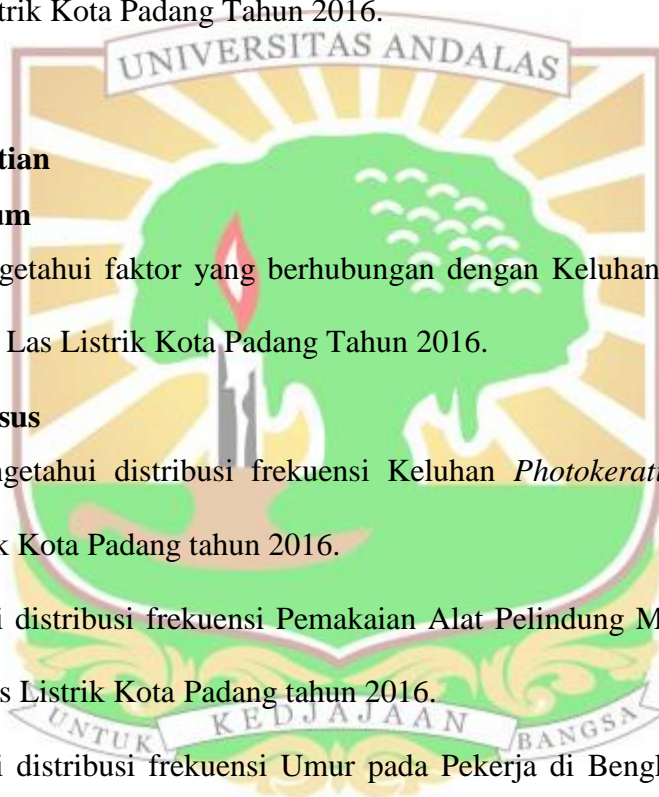 trik Kota Padang Tahun 2016.
UNIVERSITAS ANDALAS
tian
um
getahui faktor yang berhubungan dengan Keluhan
Las Listrik Kota Padang Tahun 2016.
sus
ngetahui distribusi frekuensi Keluhan Photokerati
k Kota Padang tahun 2016.
i distribusi frekuensi Pemakaian Alat Pelindung M
s Listrik Kota Padang tahun 2016.
UNTUK KEDJAJAAN BANGSA
i distribusi frekuensi Umur pada Pekerja di Bengk